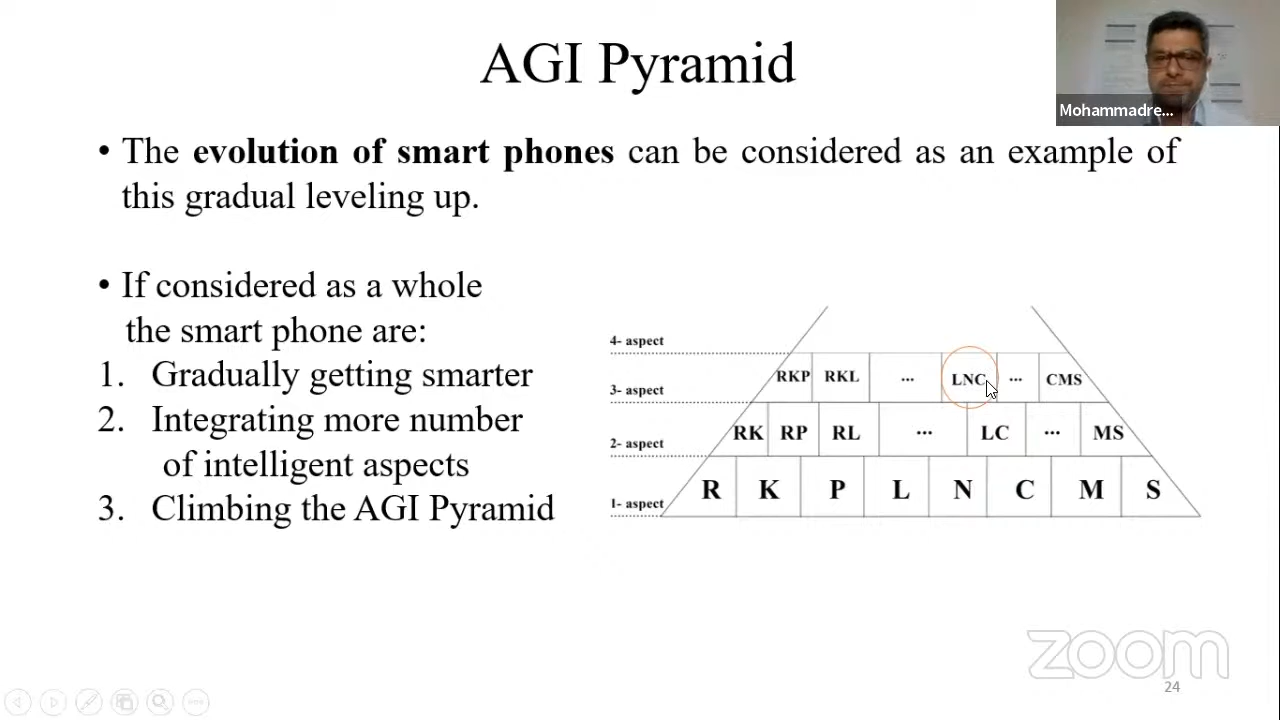 AGI Pyramid
Mohammadre...
• The evolution of smart phones can be considered as an example of
this gradual leveling up.
• If considered as a whole
the smart phone are:
1. Gradually getting smarter
2. Integrating more number
of intelligent aspects
3. Climbing the AGI Pyramid
4- aspect
RKP RKL ... LNC ... CMS
3- aspect
RK RP RL ... LC ... MS
2- aspect
R K P L N C M S
1- aspect
zoom
24